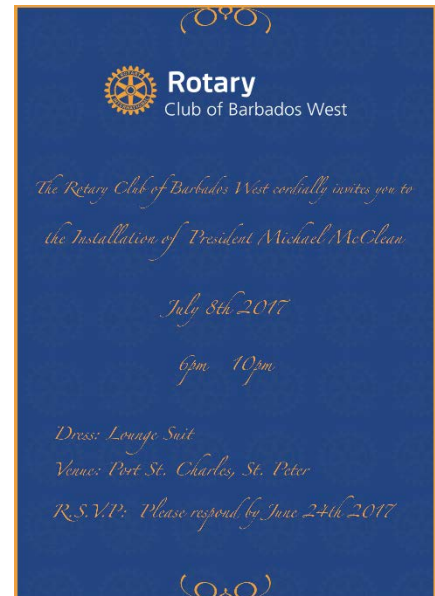 Rotary
Club of Barbados West
The Rotary Club of Barbados West cordially invites you to
the Installation of President Michael McClean
July 8th 2017
6pm 10pm
Dress: Lounge Suit
Venue: Port St. Charles, St. Peter
R.S.V.P: Please respond by June 24th 2017